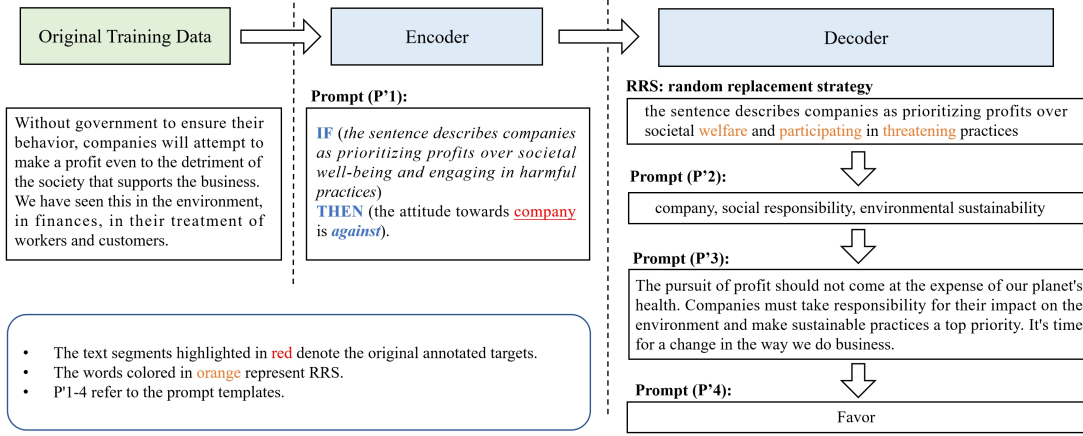 Original Training Data
Encoder
Decoder
Without government to ensure their
behavior, companies will attempt to
make a profit even to the detriment of
the society that supports the business.
We have seen this in the environment,
in finances, in their treatment of
workers and customers.
Prompt (P'1):
IF (the sentence describes companies
as prioritizing profits over societal
well-being and engaging in harmful
practices)
THEN (the attitude towards company
is against).
RRS: random replacement strategy
the sentence describes companies as prioritizing profits over
societal welfare and participating in threatening practices
Prompt (P'2):
company, social responsibility, environmental sustainability
Prompt (P'3):
The pursuit of profit should not come at the expense of our planet's
health. Companies must take responsibility for their impact on the
environment and make sustainable practices a top priority. It's time
for a change in the way we do business.
Prompt (P'4):
Favor
• The text segments highlighted in red denote the original annotated targets.
• The words colored in orange represent RRS.
• P'1-4 refer to the prompt templates.